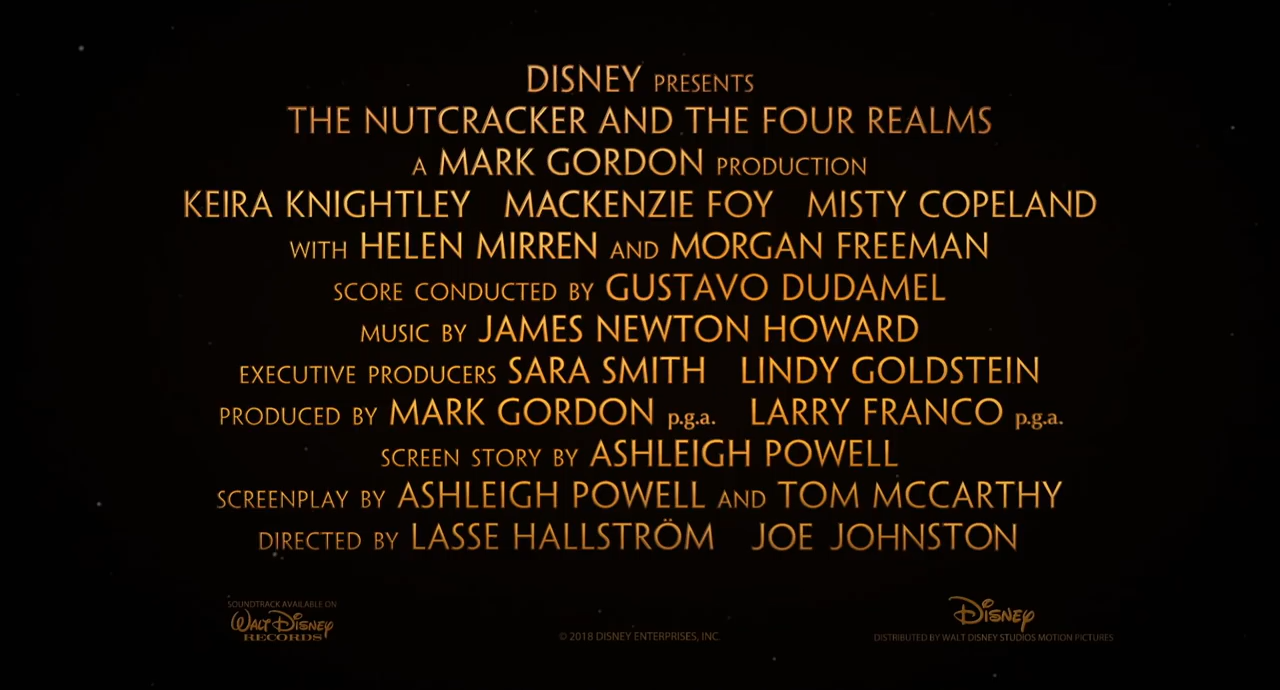 DISNEY PRESENTS
THE NUTCRACKER AND THE FOUR REALMS
A MARK GORDON PRODUCTION
KEIRA KNIGHTLEY MACKENZIE FOY MISTY COPELAND
WITH HELEN MIRREN AND MORGAN FREEMAN
SCORE CONDUCTED BY GUSTAVO DUDAMEL
MUSIC BY JAMES NEWTON HOWARD
EXECUTIVE PRODUCERS SARA SMITH LINDY GOLDSTEIN
PRODUCED BY MARK GORDON p.g.a. LARRY FRANCO p.g.a.
SCREEN STORY BY ASHLEIGH POWELL
SCREENPLAY BY ASHLEIGH POWELL AND TOM MCCARTHY
DIRECTED BY LASSE HALLSTRÖM JOE JOHNSTON
SOUNDTRACK AVAILABLE ON
WALT DISNEY
RECORDS
© 2018 DISNEY ENTERPRISES, INC.
DISNEY
DISTRIBUTED BY WALT DISNEY STUDIOS MOTION PICTURES